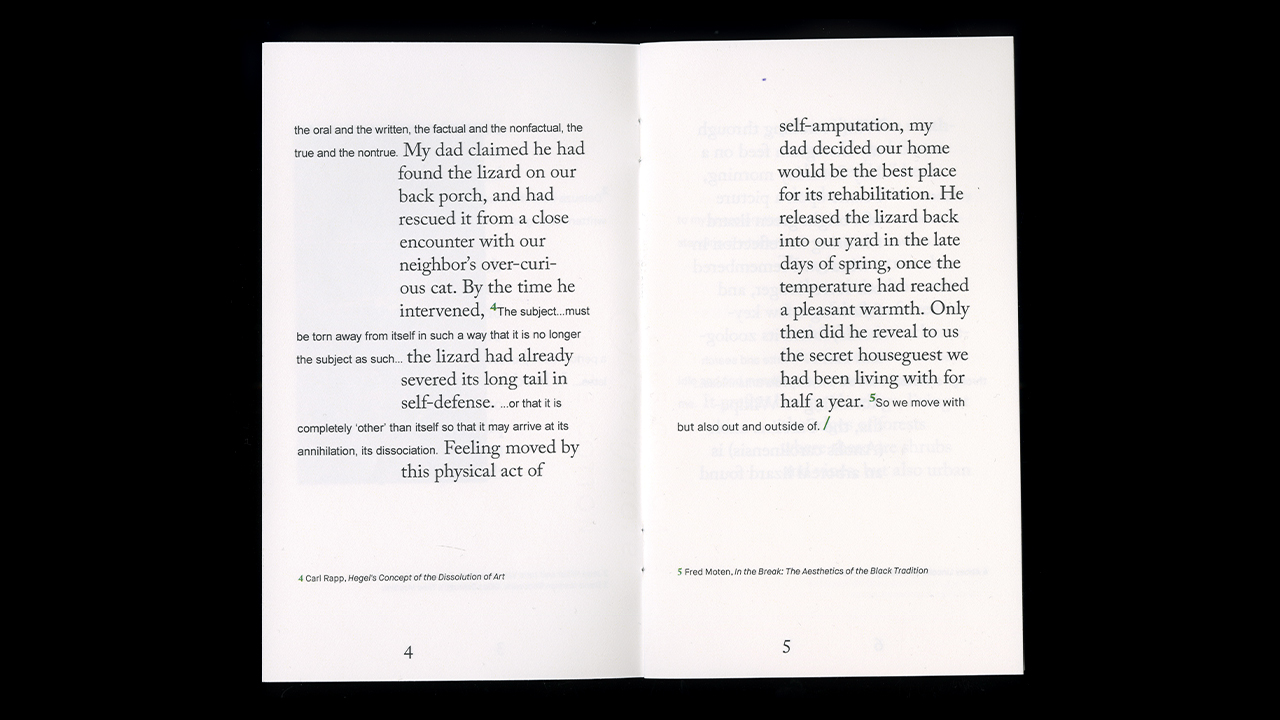 the oral and the written, the factual and the nonfactual, the
true and the nontrue. My dad claimed he had
found the lizard on our
back porch, and had
rescued it from a close
encounter with our
neighbor's over-curi-
ous cat. By the time he
intervened, 4The subject...must
be torn away from itself in such a way that it is no longer
the subject as such... the lizard had already
severed its long tail in
self-defense. ...or that it is
completely 'other' than itself so that it may arrive at its
annihilation, its dissociation. Feeling moved by
this physical act of
4 Carl Rapp, Hegel's Concept of the Dissolution of Art
4
self-amputation, my
dad decided our home
would be the best place
for its rehabilitation. He
released the lizard back
into our yard in the late
days of spring, once the
temperature had reached
a pleasant warmth. Only
then did he reveal to us
the secret houseguest we
had been living with for
half a year. 5So we move with
but also out and outside of. /
5 Fred Moten, In the Break: The Aesthetics of the Black Tradition
5